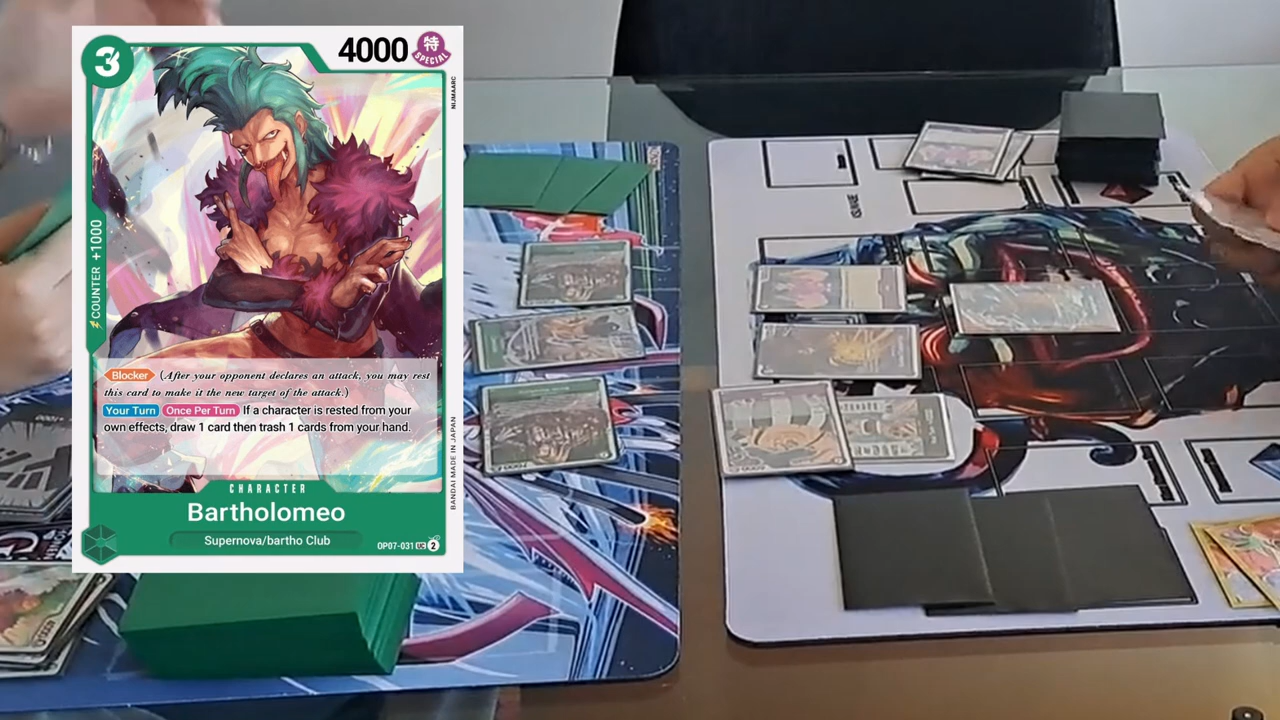 3
4000
特
SPECIAL
NIJMAARC
COUNTER +1000
Blocker (After your opponent declares an attack, you may rest
this card to make it the new target of the attack.)
Your Turn Once Per Turn If a character is rested from your
own effects, draw 1 card then trash 1 cards from your hand.
BANDAI MADE IN JAPAN
CHARACTER
Bartholomeo
Supernova/bartho Club
OP07-031 UC 2